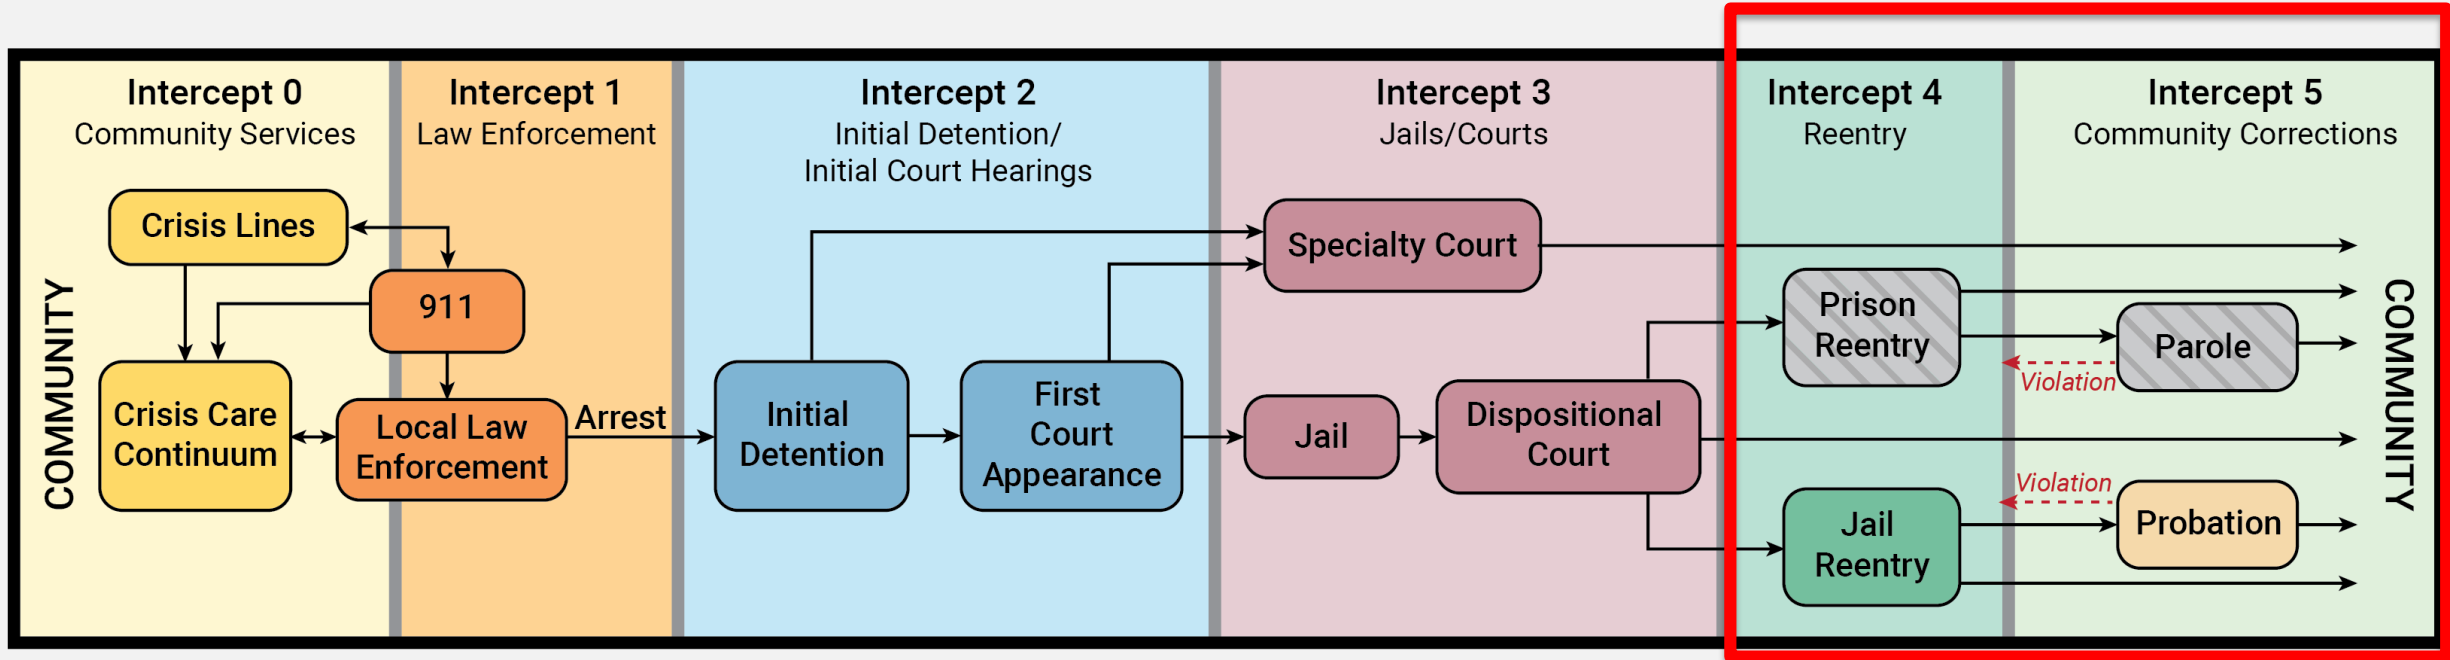 Intercept 0
Community Services
Intercept 1
Law Enforcement
Intercept 2
Initial Detention/
Initial Court Hearings
Intercept 3
Jails/Courts
Intercept 4
Reentry
Intercept 5
Community Corrections
COMMUNITY
Crisis Lines
911
Crisis Care
Continuum
Local Law
Enforcement
Arrest
Initial
Detention
First
Court
Appearance
Specialty Court
Jail
Dispositional
Court
Prison
Reentry
Parole
Violation
Violation
Jail
Reentry
Probation
COMMUNITY